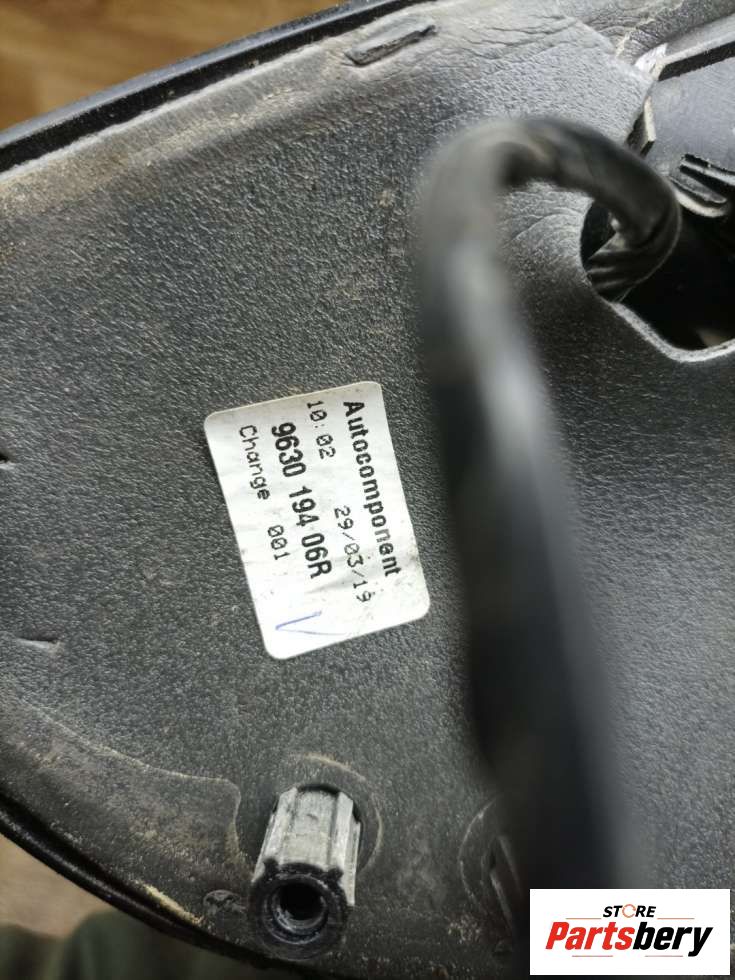 Autocomponent
10:02 29/03/19
9630 194 06R
Change 001
STORE
Partsbery